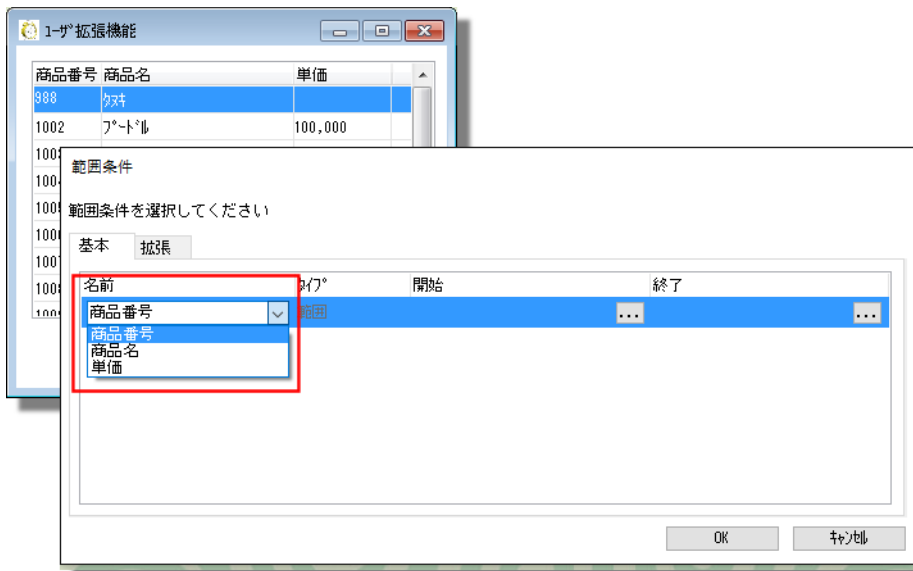 ﾕｰｻﾞ拡張機能
商品番号 商品名 単価
988 ﾀﾇｷ
1002 ﾌﾟｰﾄﾞﾙ 100,000
範囲条件
範囲条件を選択してください
基本 拡張
名前 ﾀｲﾌﾟ 開始 終了
商品番号 範囲 ... ...
商品番号
商品名
単価
OK ｷｬﾝｾﾙ